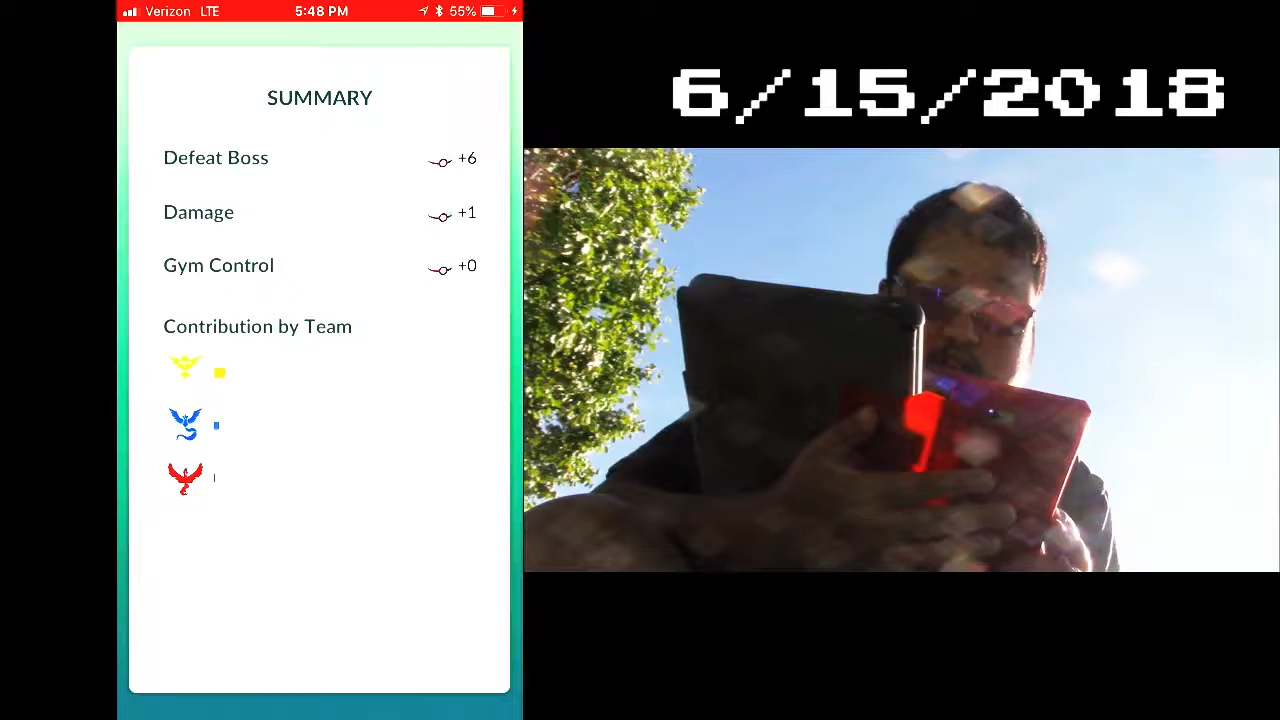 Verizon LTE 5:48 PM 55%
6/15/2018
SUMMARY
Defeat Boss +6
Damage +1
Gym Control +0
Contribution by Team